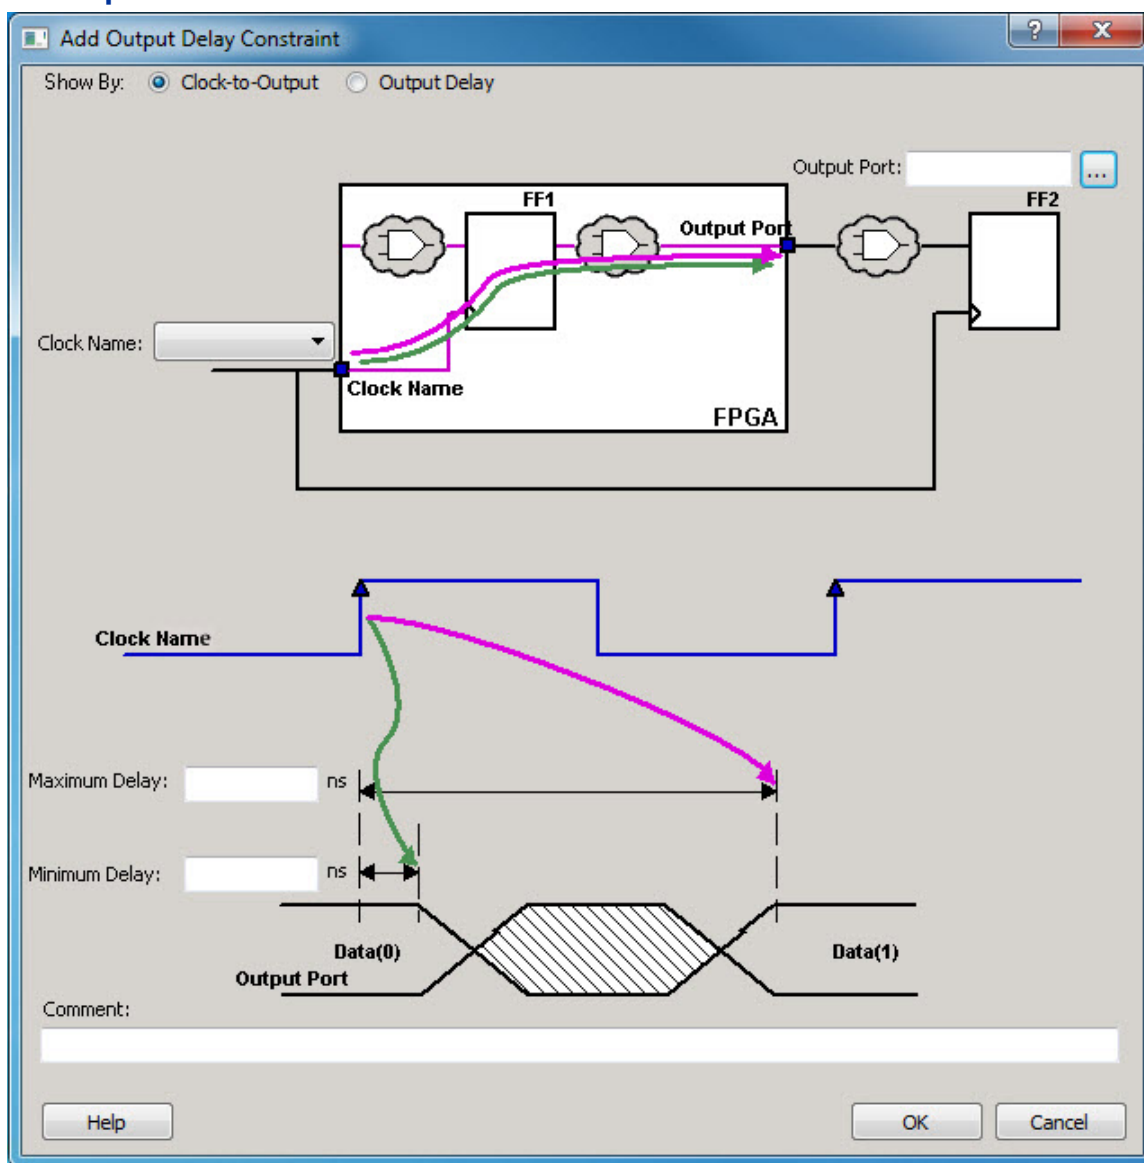 Add Output Delay Constraint
Show By: Clock-to-Output Output Delay
Output Port: ...
FF1
FF2
Output Port
Clock Name:
Clock Name
FPGA
Clock Name
Maximum Delay: ns
Minimum Delay: ns
Data(0)
Data(1)
Output Port
Comment:
Help
OK
Cancel